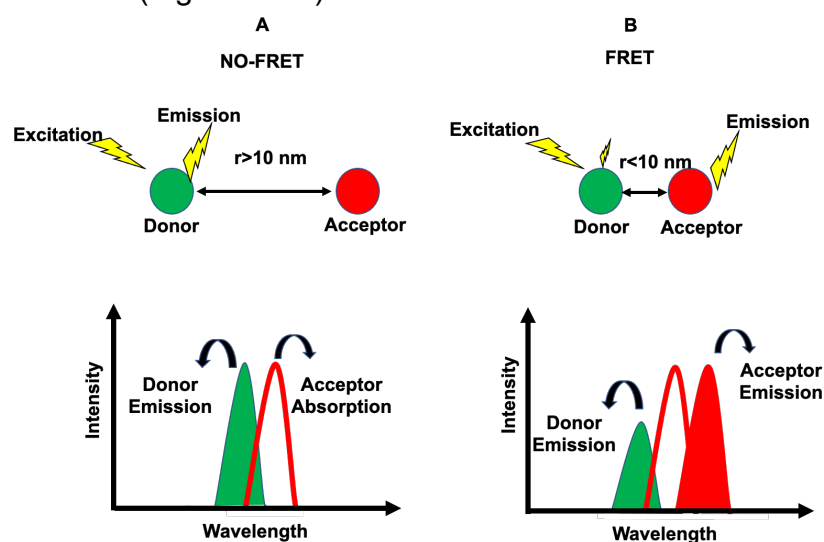 A
NO-FRET
Excitation
Emission
r>10 nm
Donor
Acceptor
Intensity
Donor
Emission
Acceptor
Absorption
Wavelength
B
FRET
Excitation
Emission
r<10 nm
Donor
Acceptor
Intensity
Donor
Emission
Acceptor
Emission
Wavelength